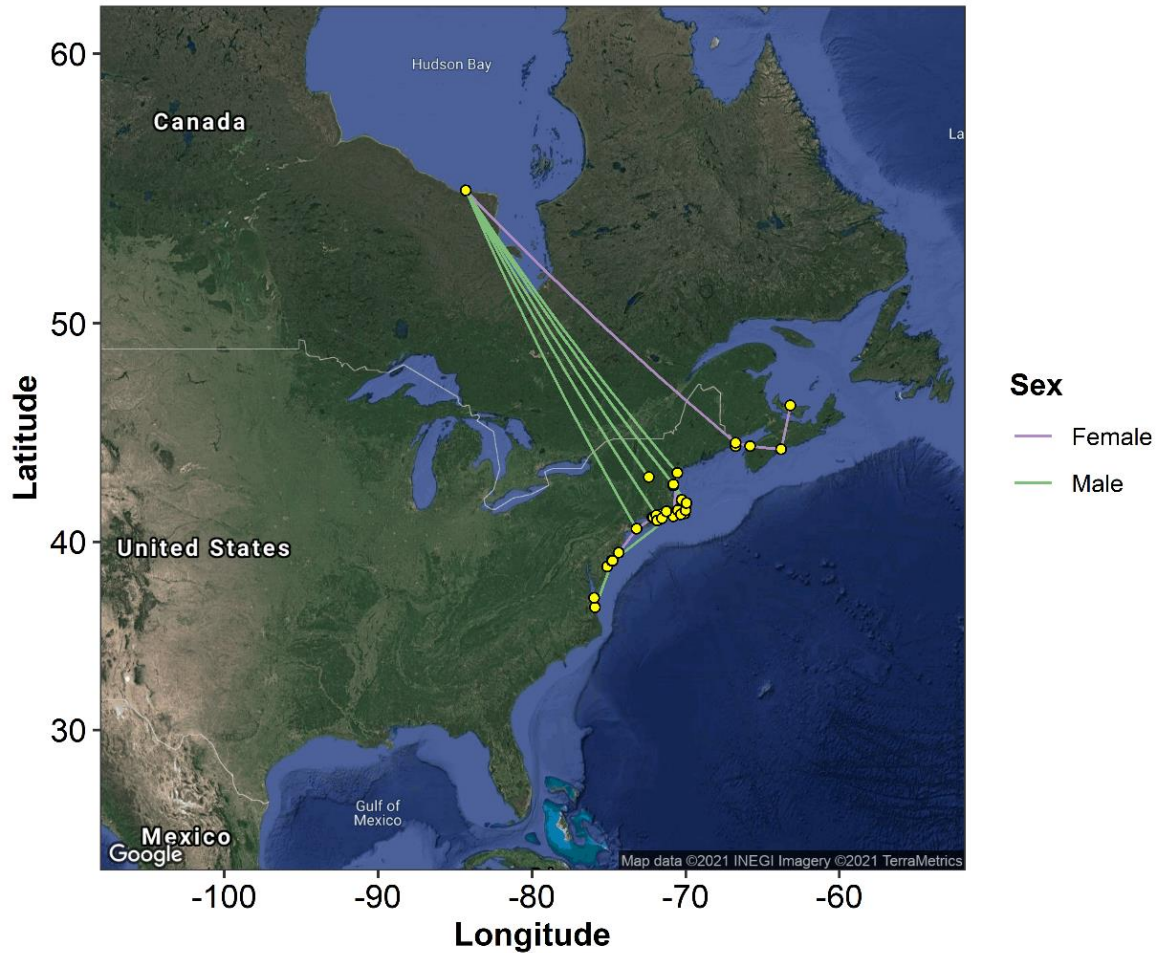 60
50
40
30
Latitude
Hudson Bay
Canada
La
United States
Gulf of
Mexico
Mexico
Google
Map data ©2021 INEGI Imagery ©2021 TerraMetrics
-100
-90
-80
-70
-60
Longitude
Sex
Female
Male